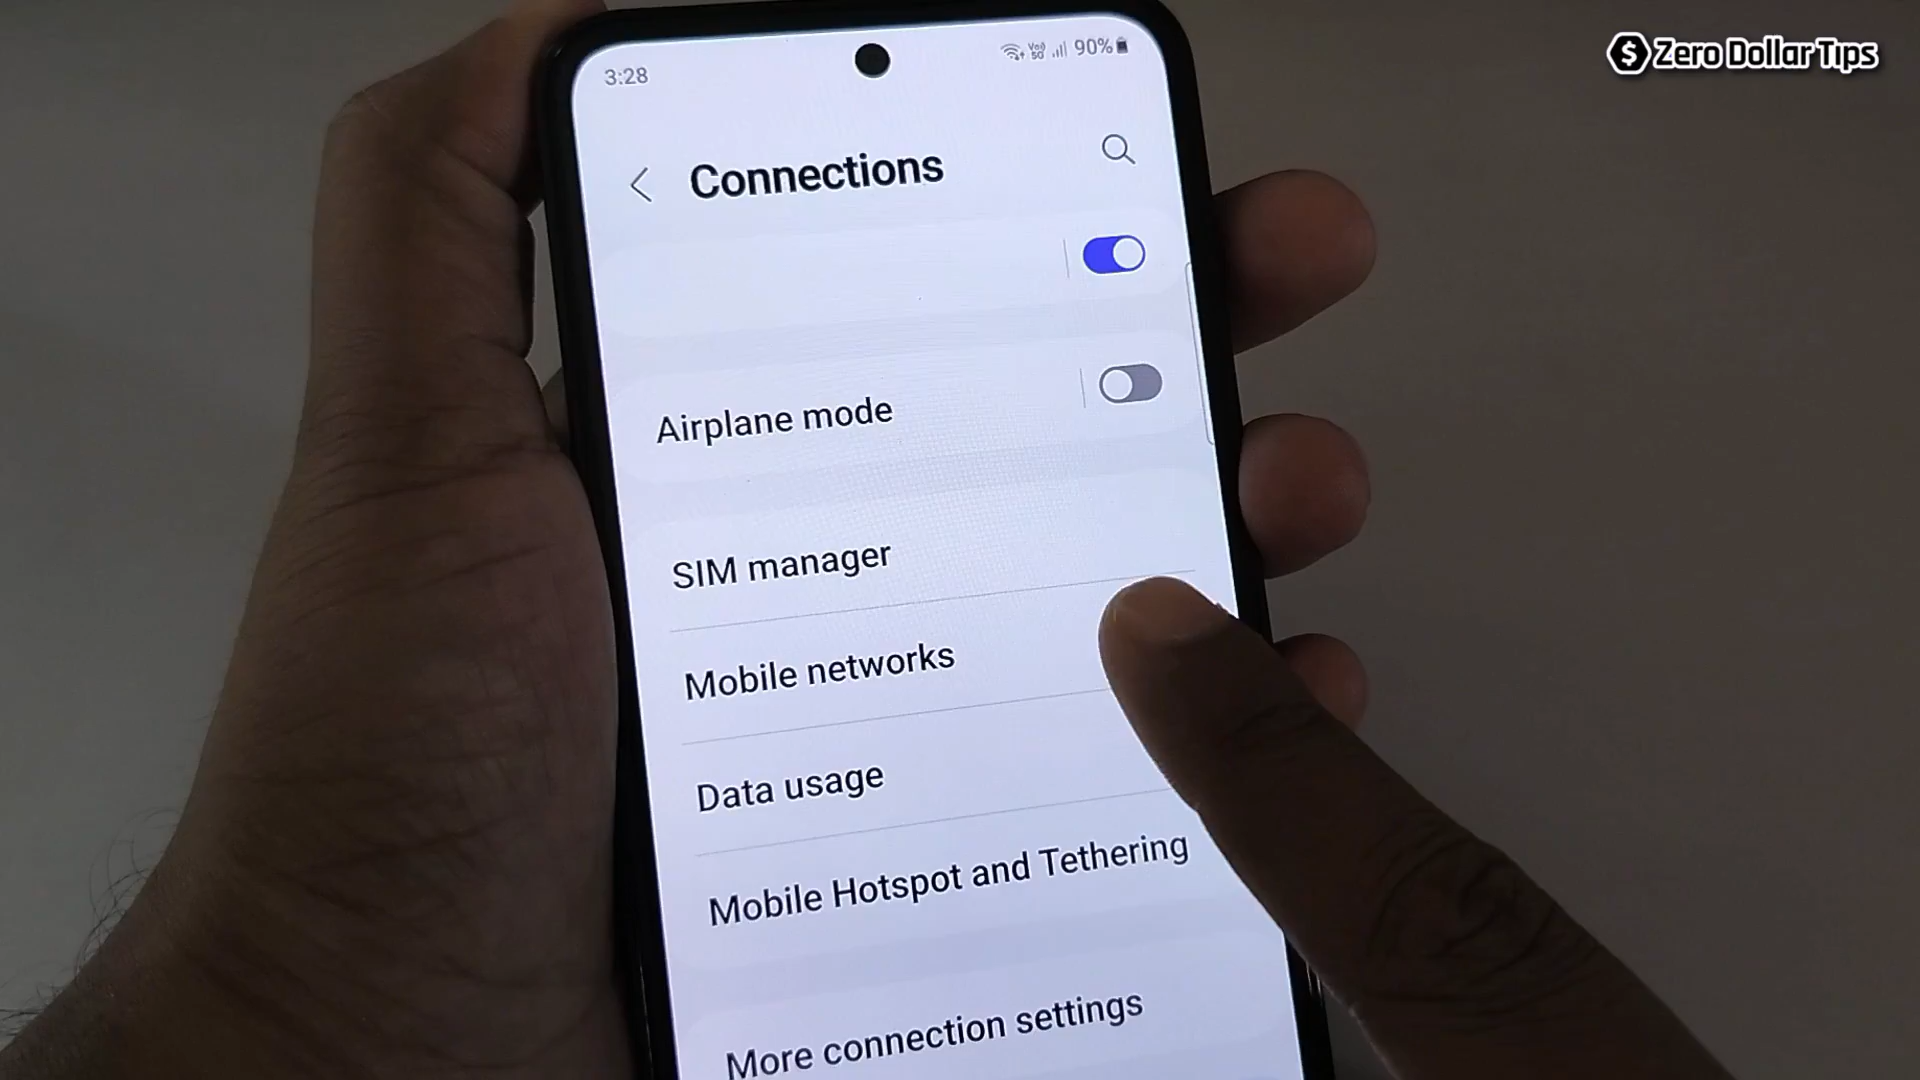 Zero Dollar Tips
3:28
90%
Connections
Airplane mode
SIM manager
Mobile networks
Data usage
Mobile Hotspot and Tethering
More connection settings